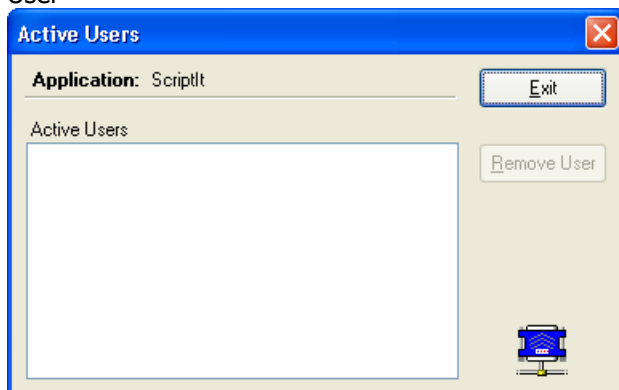 User
Active Users
Application: ScriptIt
Exit
Active Users
Remove User